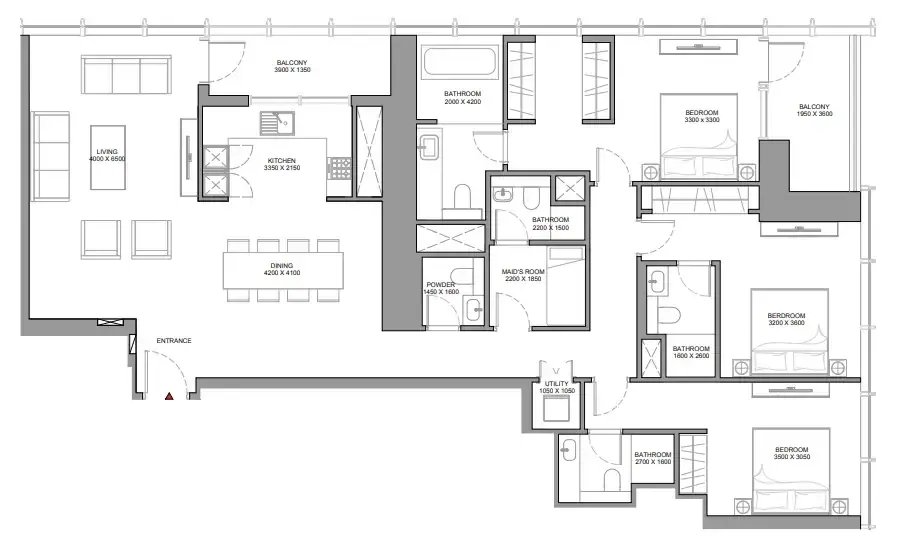 BALCONY
3900 X 1350
BATHROOM
2000 X 4200
BEDROOM
3300 x 3300
BALCONY
1950 X 3600
LIVING
4000 X 6500
KITCHEN
3350 X 2150
BATHROOM
2200 X 1500
DINING
4200 X 4100
POWDER
1450 X 1600
MAID'S ROOM
2200 X 1850
BERDROOM
3200 X 3600
ENTRANCE
BATHROOM
1600 X 2600
UTILITY
1050 X 1050
BATHROOM
2700 X 1600
BEDROOM
3500 X 3050